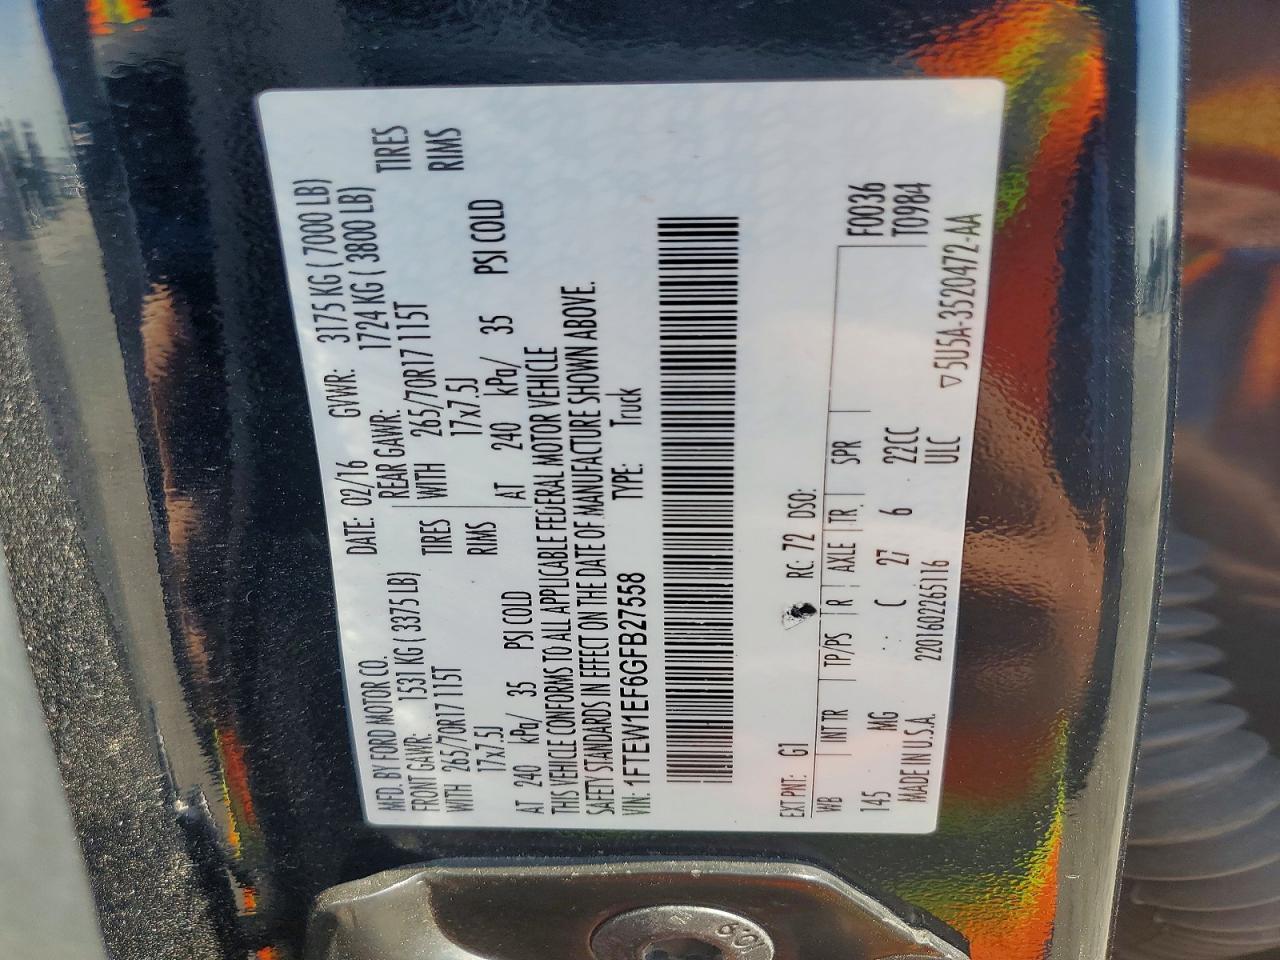 MFD. BY FORD MOTOR CO.
DATE: 02/16 GVWR: 3175 KG ( 7000 LB)
FRONT GAWR: 1531 KG ( 3375 LB)
REAR GAWR: 1724 KG ( 3800 LB)
WITH 265/70R17 115T TIRES
WITH 265/70R17 115T TIRES
17x7.5J RIMS
17x7.5J RIMS
AT 240 kPa/ 35 PSI COLD
AT 240 kPa/ 35 PSI COLD
THIS VEHICLE CONFORMS TO ALL APPLICABLE FEDERAL MOTOR VEHICLE
SAFETY STANDARDS IN EFFECT ON THE DATE OF MANUFACTURE SHOWN ABOVE.
VIN: 1FTEW1EF6GFB27558 TYPE: Truck
EXT PNT: G1 RC: 72 DSO:
WB INT TR TP/PS R AXLE TR SPR F0036
145 MG C 27 6 22CC T0984
2201602265116 ULC
MADE IN U.S.A. ▽5U5A-3520472-AA
10.9